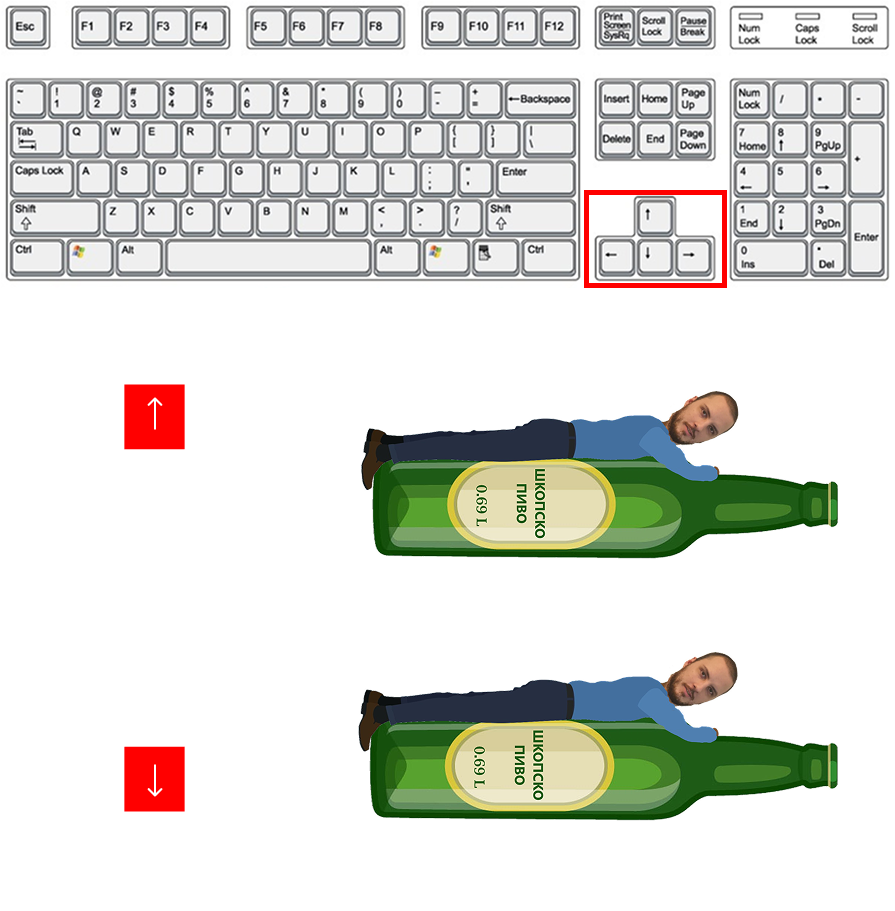 Esc F1 F2 F3 F4 F5 F6 F7 F8 F9 F10 F11 F12 Print Screen SysRq Scroll Lock Pause Break Num Lock Caps Lock Scroll Lock
~ ` ! 1 @ 2 # 3 $ 4 % 5 ^ 6 & 7 * 8 ( 9 ) 0 - - + = ←Backspace Insert Home Page Up Num Lock / * -
Tab Q W E R T Y U I O P { [ } ] | \ Delete End Page Down 7 Home 8 ↑ 9 PgUp +
Caps Lock A S D F G H J K L : ; " ' Enter 4 ← 5 6 →
Shift Z X C V B N M < , > . ? / Shift ↑ 1 End 2 ↓ 3 PgDn Enter
Ctrl Alt Alt Ctrl ← ↓ → 0 Ins • Del
↑
ШКОПСКО
ПИВО
0.69 L
↓
ШКОПСКО
ПИВО
0.69 L